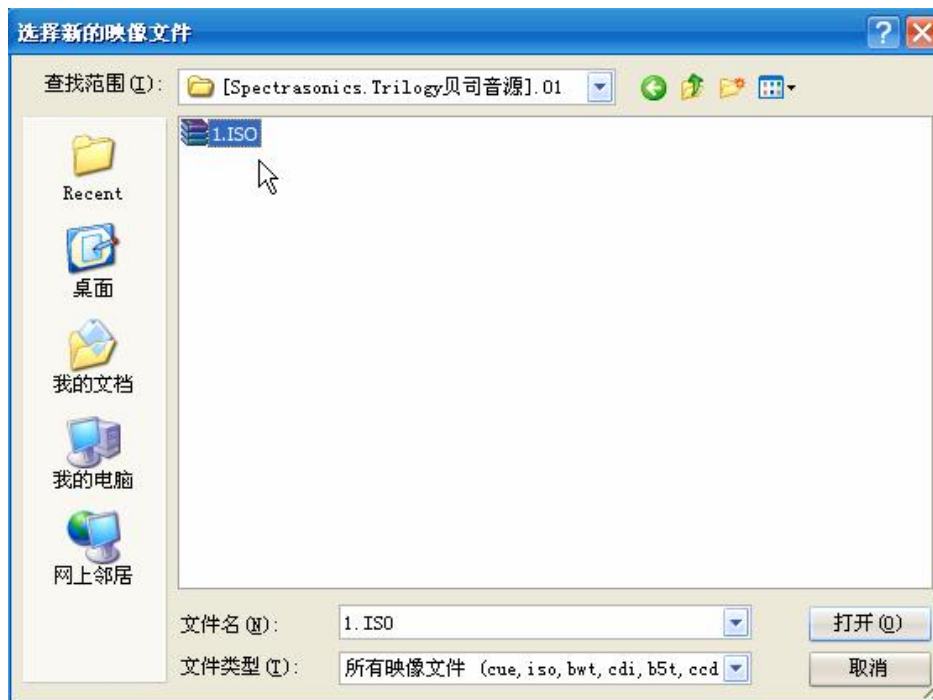 选择新的映像文件
查找范围(I):
[Spectrasonics.Trilogy贝司音源].01
1.ISO
Recent
桌面
我的文档
我的电脑
网上邻居
文件名(N):
1.ISO
打开(O)
文件类型(T):
所有映像文件 (cue,iso,bwt,cdi,b5t,ccd
取消